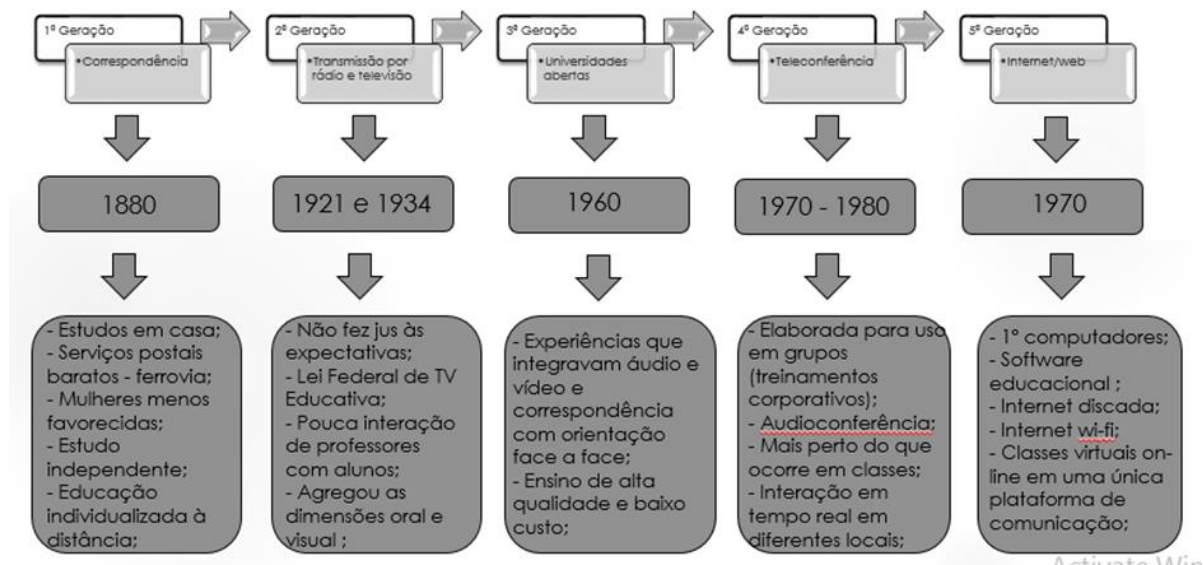 1ª Geração
•Correspondência
2ª Geração
•Transmissão por
rádio e televisão
3ª Geração
•Universidades
abertas
4ª Geração
•Teleconferência
5ª Geração
•Internet/web
1880
1921 e 1934
1960
1970 - 1980
1970
- Estudos em casa;
- Serviços postais
baratos - ferrovia;
- Mulheres menos
favorecidas;
- Estudo
independente;
- Educação
individualizada à
distância;
- Não fez jus às
expectativas;
- Lei Federal de TV
Educativa;
- Pouca interação
de professores
com alunos;
- Agregou as
dimensões oral e
visual ;
- Experiências que
integravam áudio e
vídeo e
correspondência
com orientação
face a face;
- Ensino de alta
qualidade e baixo
custo;
- Elaborada para uso
em grupos
(treinamentos
corporativos);
- Audioconferência;
- Mais perto do que
ocorre em classes;
- Interação em
tempo real em
diferentes locais;
- 1º computadores;
- Software
educacional ;
- Internet discada;
- Internet wi-fi;
- Classes virtuais on-
line em uma única
plataforma de
comunicação;